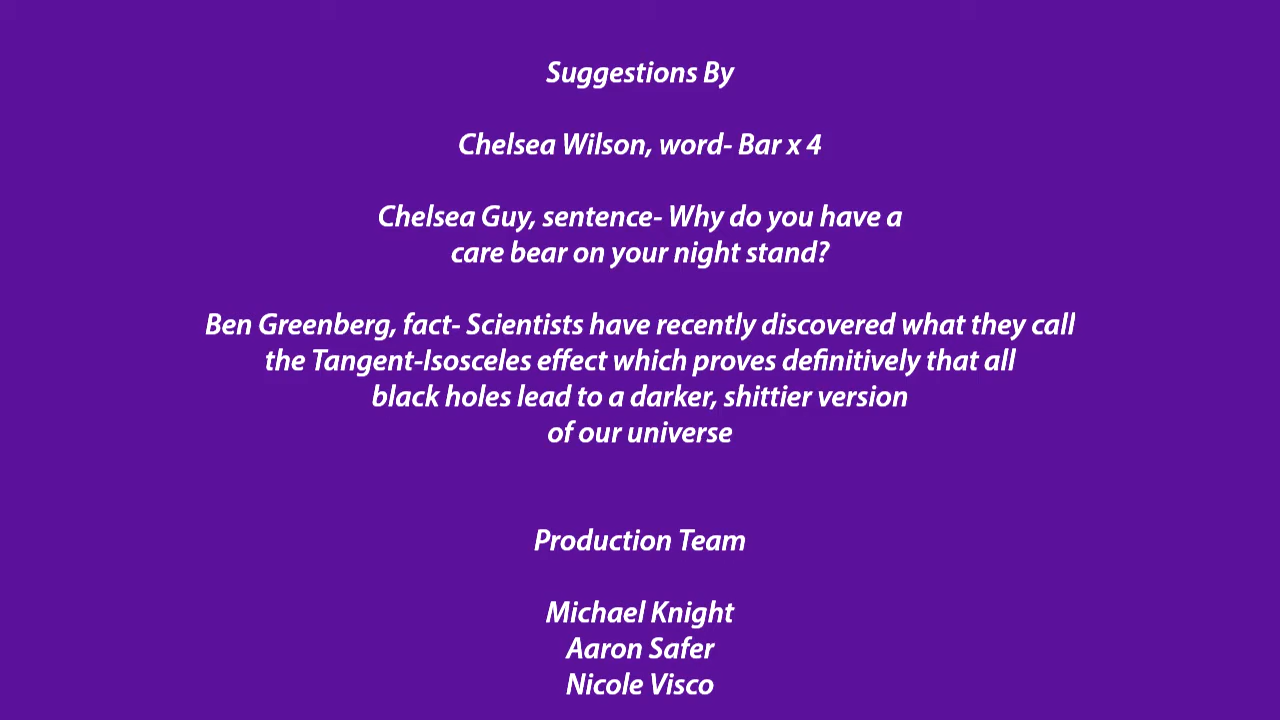 Suggestions By
Chelsea Wilson, word- Bar x 4
Chelsea Guy, sentence- Why do you have a
care bear on your night stand?
Ben Greenberg, fact- Scientists have recently discovered what they call
the Tangent-Isosceles effect which proves definitively that all
black holes lead to a darker, shittier version
of our universe
Production Team
Michael Knight
Aaron Safer
Nicole Visco